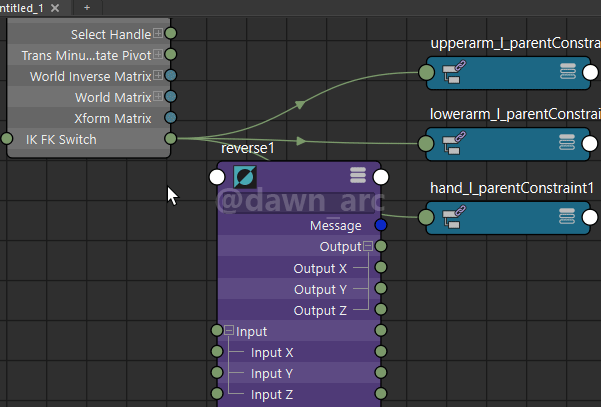 ntitled_1 ×
Select Handle
Trans Minu...tate Pivot
World Inverse Matrix
World Matrix
Xform Matrix
IK FK Switch
upperarm_l_parentConstra
lowerarm_l_parentConstrai
hand_l_parentConstraint1
reverse1
@dawn_arc
Message
Output
Output X
Output Y
Output Z
Input
Input X
Input Y
Input Z